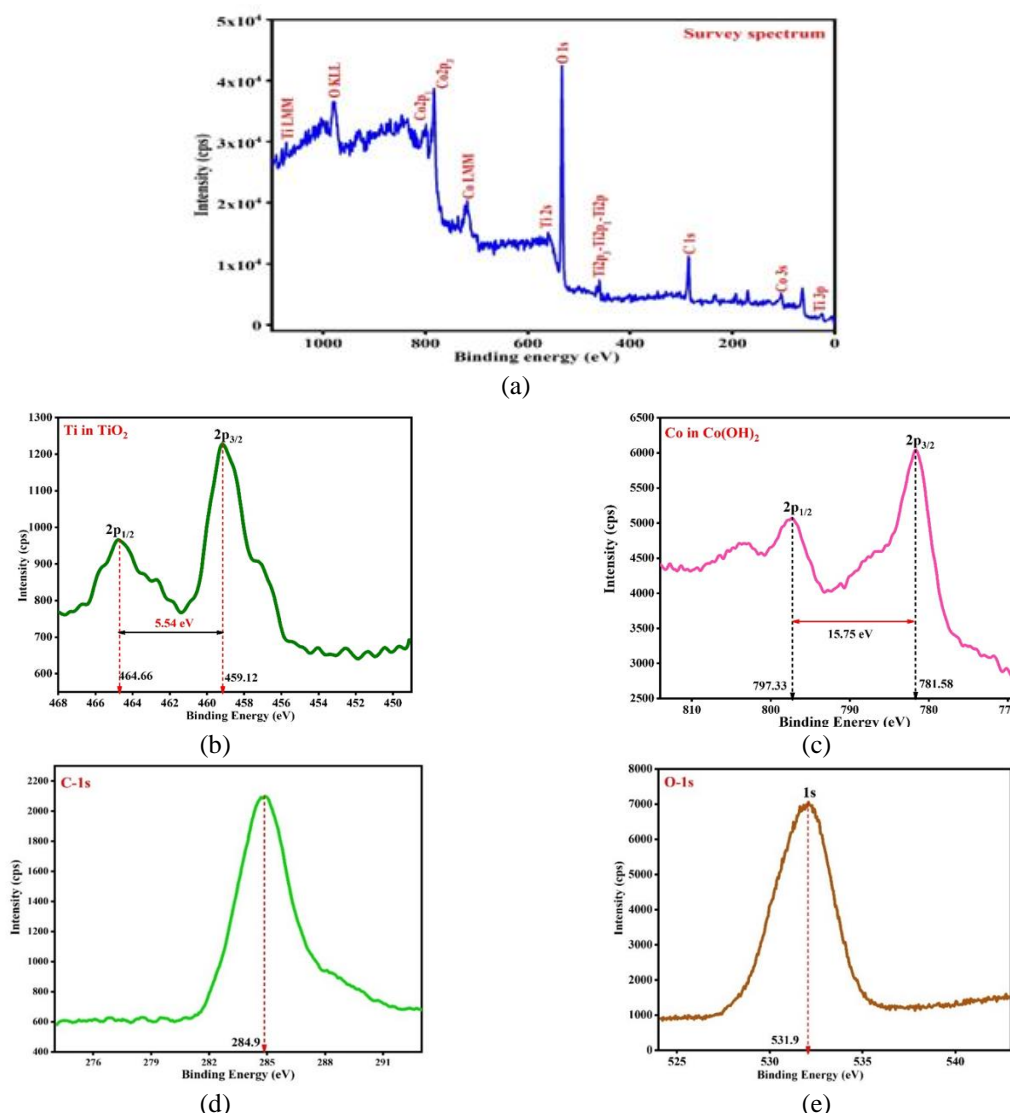 Survey spectrum
5x10⁴
4x10⁴
3x10⁴
2x10⁴
1x10⁴
0
Intensity (cps)
Ti LMM
O KLL
Co2p₁
Co2p₃
Co LMM
Ti 2s
O 1s
Ti2p₃-Ti2p₁-Ti2p
C 1s
Co 3s
Ti 3p
1000 800 600 400 200 0
Binding energy (eV)
(a)
Ti in TiO₂
1300
1200
1100
1000
900
800
700
600
Intensity (cps)
2p₃/₂
2p₁/₂
5.54 eV
464.66
459.12
468 466 464 462 460 458 456 454 452 450
Binding Energy (eV)
(b)
Co in Co(OH)₂
6500
6000
5500
5000
4500
4000
3500
3000
2500
Intensity (cps)
2p₃/₂
2p₁/₂
15.75 eV
797.33
781.58
810 800 790 780 77
Binding Energy (eV)
(c)
C-1s
2200
2000
1800
1600
1400
1200
1000
800
600
400
Intensity (cps)
284.9
276 279 282 285 288 291
Binding Energy (eV)
(d)
O-1s
8000
7000
6000
5000
4000
3000
2000
1000
0
Intensity (cps)
1s
531.9
525 530 535 540
Binding Energy (eV)
(e)